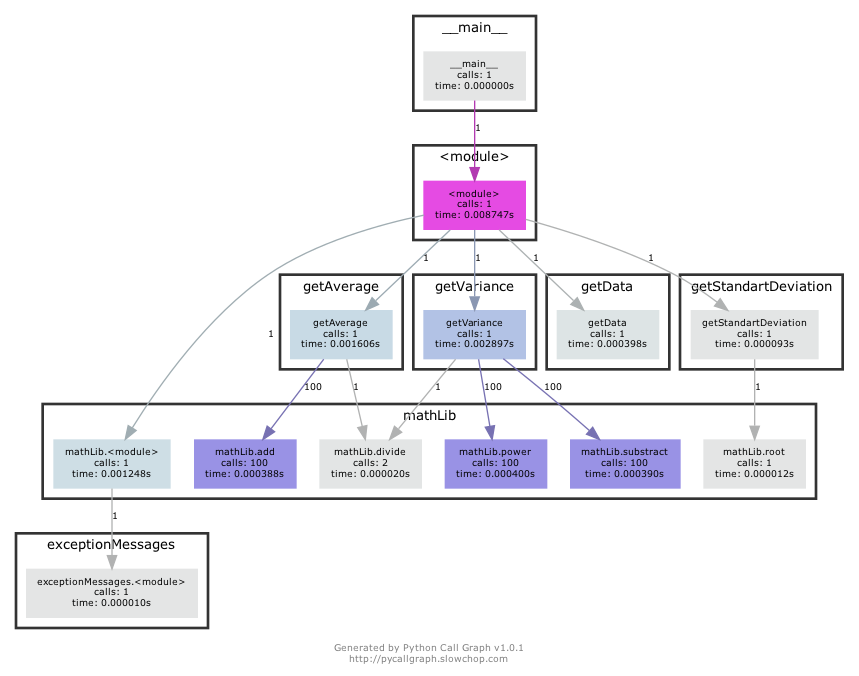 __main__
__main__
calls: 1
time: 0.000000s
1
<module>
<module>
calls: 1
time: 0.008747s
1
1
1
1
1
getAverage
getAverage
calls: 1
time: 0.001606s
getVariance
getVariance
calls: 1
time: 0.002897s
getData
getData
calls: 1
time: 0.000398s
getStandartDeviation
getStandartDeviation
calls: 1
time: 0.000093s
100
1
1
100
100
1
mathLib
mathLib.<module>
calls: 1
time: 0.001248s
mathLib.add
calls: 100
time: 0.000388s
mathLib.divide
calls: 2
time: 0.000020s
mathLib.power
calls: 100
time: 0.000400s
mathLib.substract
calls: 100
time: 0.000390s
mathLib.root
calls: 1
time: 0.000012s
1
exceptionMessages
exceptionMessages.<module>
calls: 1
time: 0.000010s
Generated by Python Call Graph v1.0.1
http://pycallgraph.slowchop.com